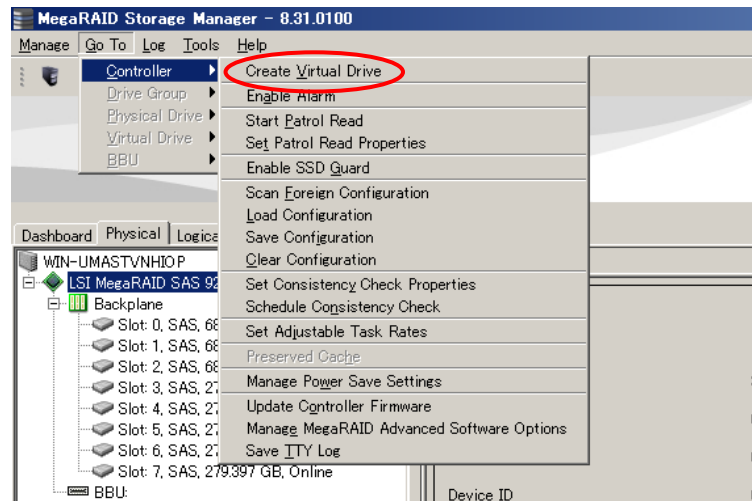 MegaRAID Storage Manager - 8.31.0100
Manage Go To Log Tools Help
Controller
Drive Group
Physical Drive
Virtual Drive
BBU
Create Virtual Drive
Enable Alarm
Start Patrol Read
Set Patrol Read Properties
Enable SSD Guard
Scan Foreign Configuration
Load Configuration
Save Configuration
Clear Configuration
Set Consistency Check Properties
Schedule Consistency Check
Set Adjustable Task Rates
Preserved Cache
Manage Power Save Settings
Update Controller Firmware
Manage MegaRAID Advanced Software Options
Save TTY Log
Dashboard Physical Logica
WIN-UMASTVNHIOP
LSI MegaRAID SAS 92
Backplane
Slot: 0, SAS, 68
Slot: 1, SAS, 68
Slot: 2, SAS, 68
Slot: 3, SAS, 27
Slot: 4, SAS, 27
Slot: 5, SAS, 27
Slot: 6, SAS, 27
Slot: 7, SAS, 279.397 GB, Online
BBU:
Device ID